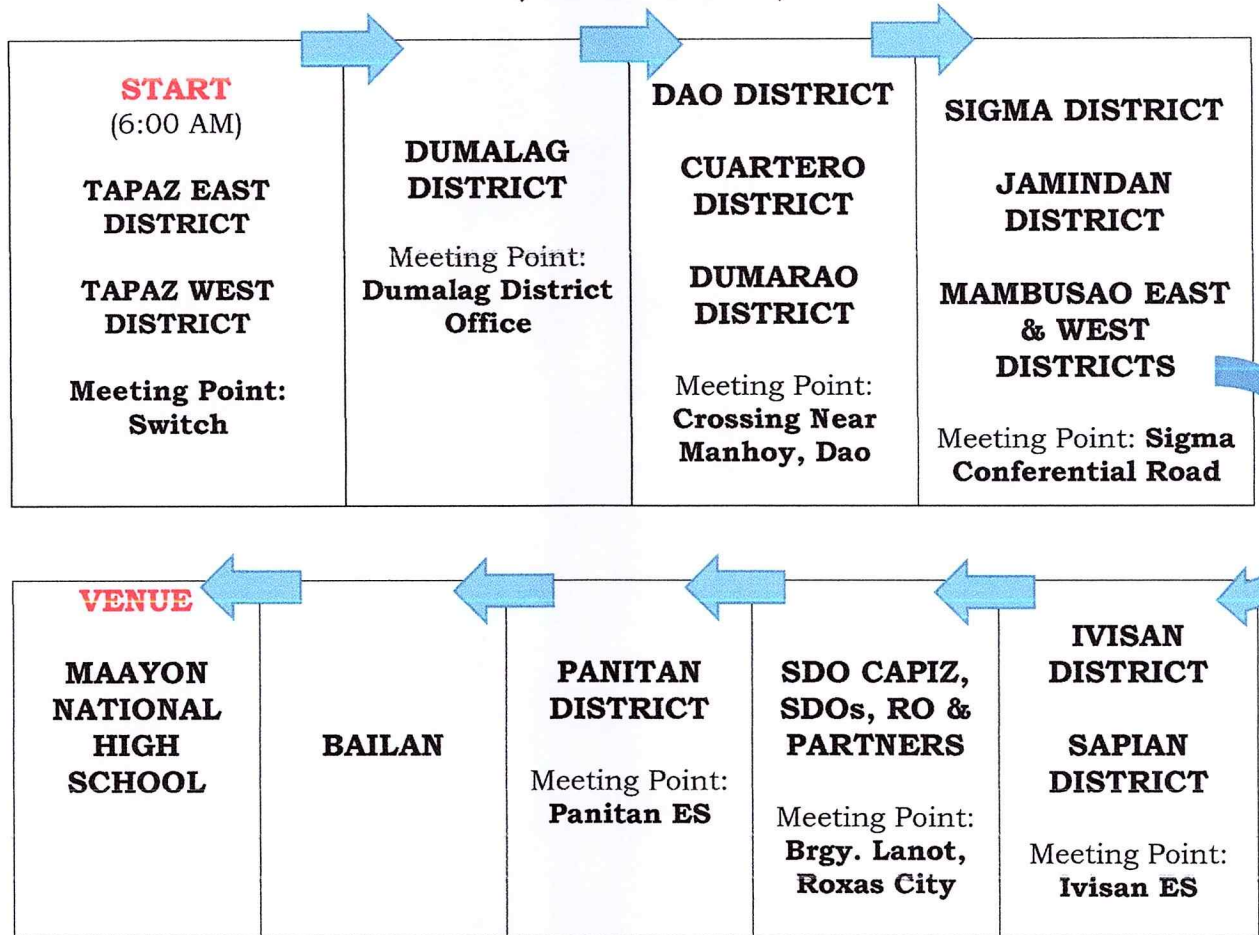 START
(6:00 AM)
TAPAZ EAST
DISTRICT
TAPAZ WEST
DISTRICT
Meeting Point:
Switch
DUMALAG
DISTRICT
Meeting Point:
Dumalag District
Office
DAO DISTRICT
CUARTERO
DISTRICT
DUMARAO
DISTRICT
Meeting Point:
Crossing Near
Manhoy, Dao
SIGMA DISTRICT
JAMINDAN
DISTRICT
MAMBUSAO EAST
& WEST
DISTRICTS
Meeting Point: Sigma
Conferential Road
IVISAN
DISTRICT
SAPIAN
DISTRICT
Meeting Point:
Ivisan ES
SDO CAPIZ,
SDOs, RO &
PARTNERS
Meeting Point:
Brgy. Lanot,
Roxas City
PANITAN
DISTRICT
Meeting Point:
Panitan ES
BAILAN
VENUE
MAAYON
NATIONAL
HIGH
SCHOOL